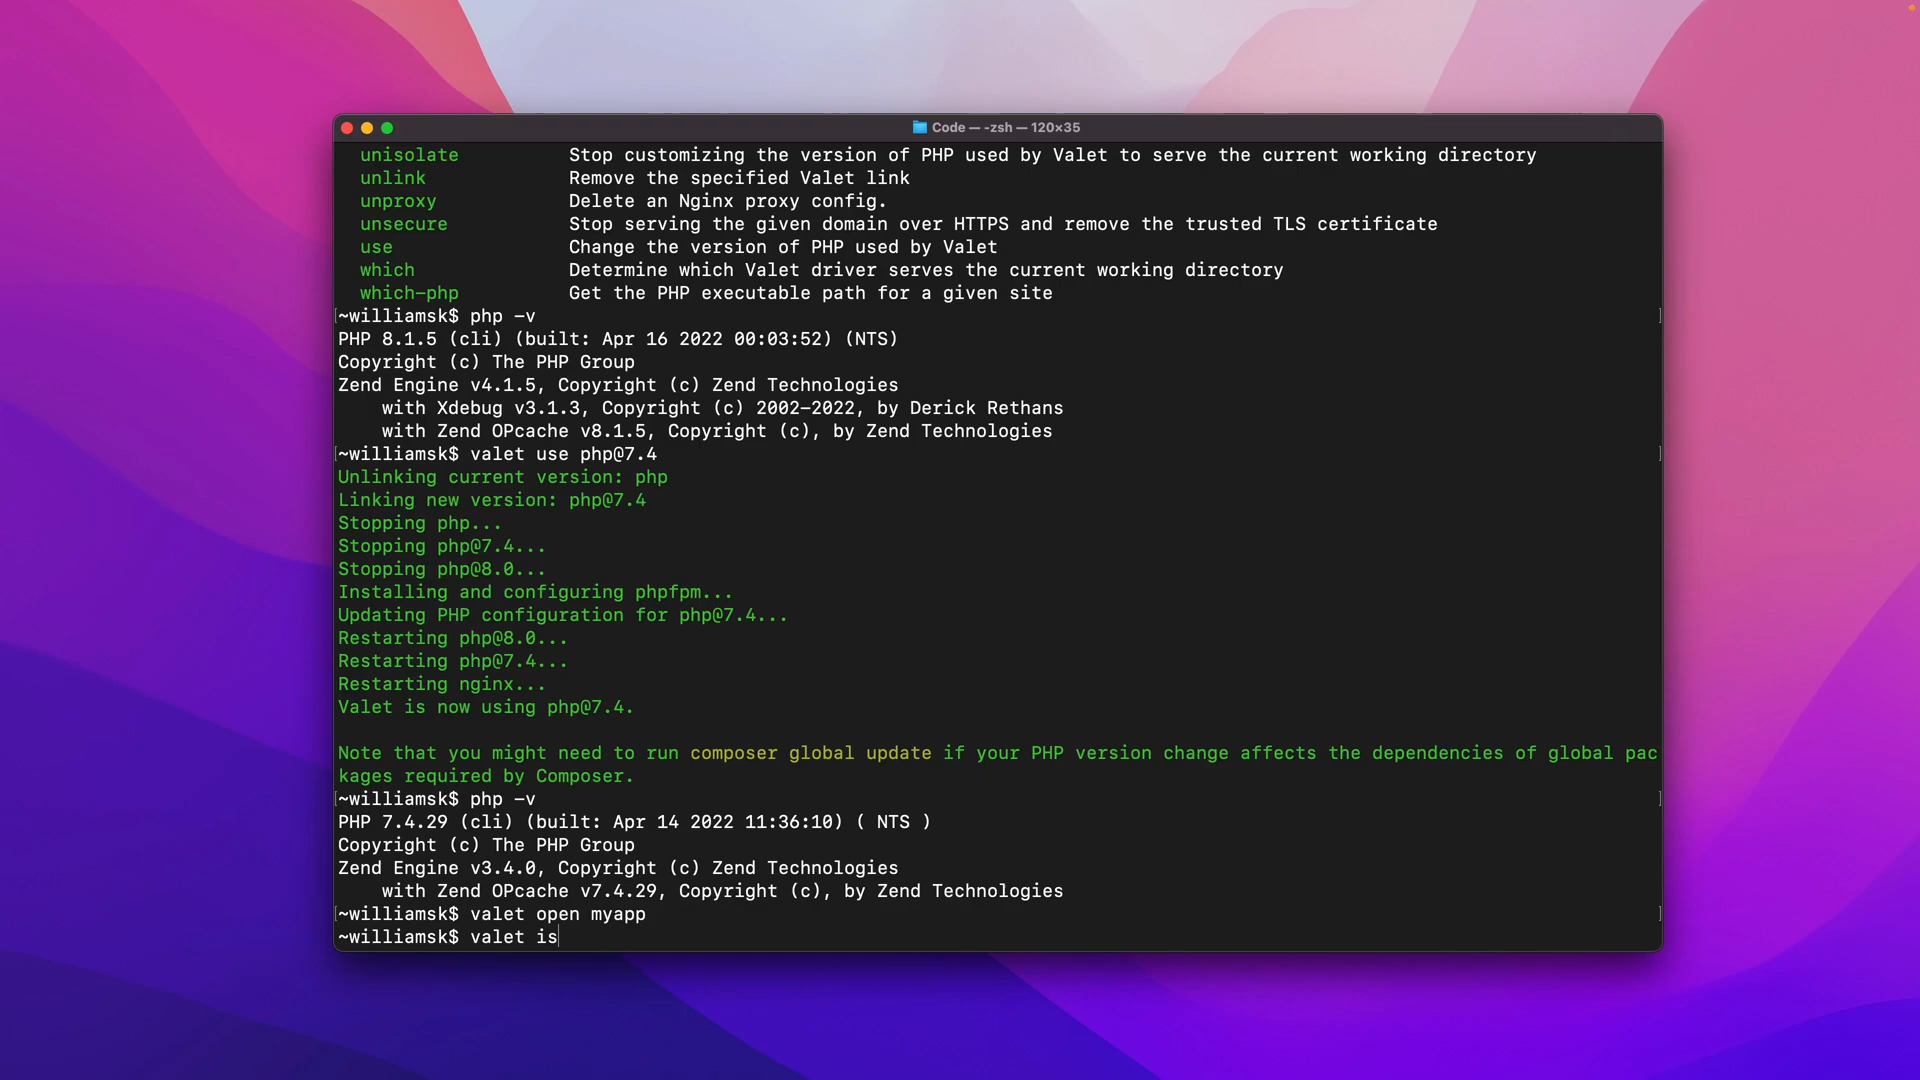 Code — -zsh — 120×35
unisolate Stop customizing the version of PHP used by Valet to serve the current working directory
unlink Remove the specified Valet link
unproxy Delete an Nginx proxy config.
unsecure Stop serving the given domain over HTTPS and remove the trusted TLS certificate
use Change the version of PHP used by Valet
which Determine which Valet driver serves the current working directory
which-php Get the PHP executable path for a given site
[~williamsk$ php -v ]
PHP 8.1.5 (cli) (built: Apr 16 2022 00:03:52) (NTS)
Copyright (c) The PHP Group
Zend Engine v4.1.5, Copyright (c) Zend Technologies
with Xdebug v3.1.3, Copyright (c) 2002-2022, by Derick Rethans
with Zend OPcache v8.1.5, Copyright (c), by Zend Technologies
[~williamsk$ valet use php@7.4 ]
Unlinking current version: php
Linking new version: php@7.4
Stopping php...
Stopping php@7.4...
Stopping php@8.0...
Installing and configuring phpfpm...
Updating PHP configuration for php@7.4...
Restarting php@8.0...
Restarting php@7.4...
Restarting nginx...
Valet is now using php@7.4.
Note that you might need to run composer global update if your PHP version change affects the dependencies of global pac
kages required by Composer.
[~williamsk$ php -v ]
PHP 7.4.29 (cli) (built: Apr 14 2022 11:36:10) ( NTS )
Copyright (c) The PHP Group
Zend Engine v3.4.0, Copyright (c) Zend Technologies
with Zend OPcache v7.4.29, Copyright (c), by Zend Technologies
[~williamsk$ valet open myapp ]
~williamsk$ valet is